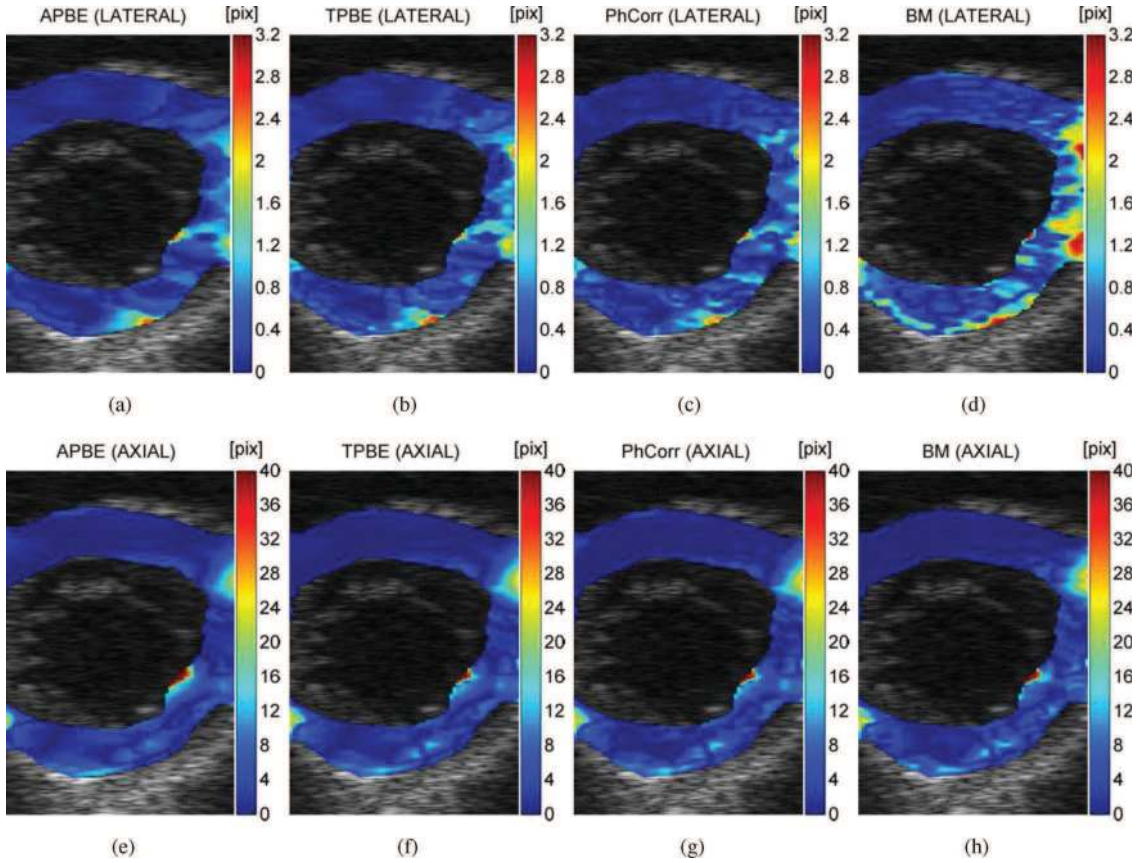 APBE (LATERAL) [pix] TPBE (LATERAL) [pix] PhCorr (LATERAL) [pix] BM (LATERAL) [pix]
3.2 3.2 3.2 3.2
2.8 2.8 2.8 2.8
2.4 2.4 2.4 2.4
2 2 2 2
1.6 1.6 1.6 1.6
1.2 1.2 1.2 1.2
0.8 0.8 0.8 0.8
0.4 0.4 0.4 0.4
0 0 0 0
(a) (b) (c) (d)
APBE (AXIAL) [pix] TPBE (AXIAL) [pix] PhCorr (AXIAL) [pix] BM (AXIAL) [pix]
40 40 40 40
36 36 36 36
32 32 32 32
28 28 28 28
24 24 24 24
20 20 20 20
16 16 16 16
12 12 12 12
8 8 8 8
4 4 4 4
0 0 0 0
(e) (f) (g) (h)